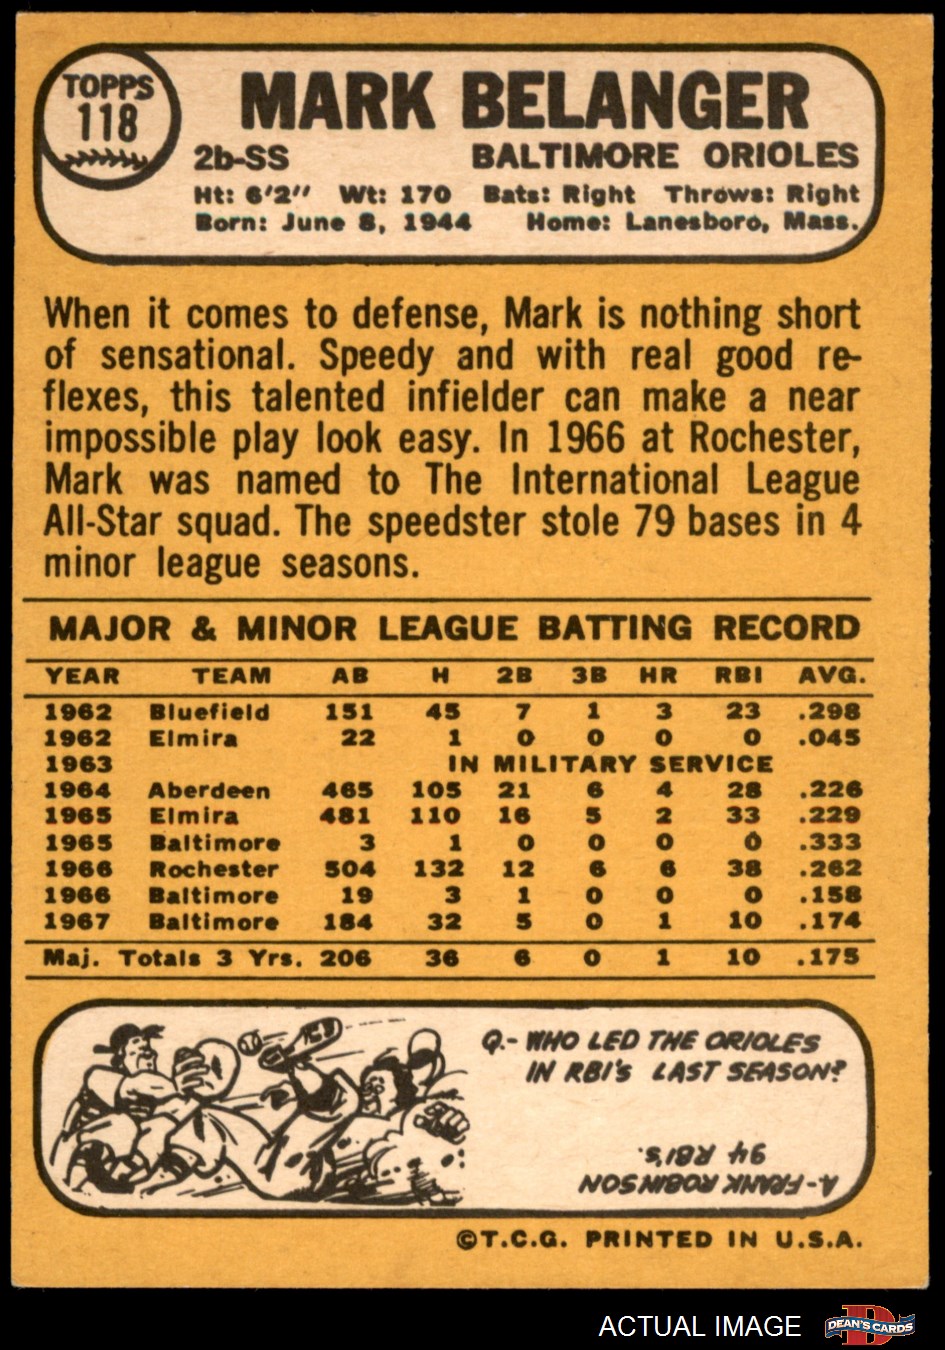 TOPPS
118
MARK BELANGER
2b-SS BALTIMORE ORIOLES
Ht: 6'2" Wt: 170 Bats: Right Throws: Right
Born: June 8, 1944 Home: Lanesboro, Mass.
When it comes to defense, Mark is nothing short
of sensational. Speedy and with real good re-
flexes, this talented infielder can make a near
impossible play look easy. In 1966 at Rochester,
Mark was named to The International League
All-Star squad. The speedster stole 79 bases in 4
minor league seasons.
MAJOR & MINOR LEAGUE BATTING RECORD
YEAR TEAM AB H 2B 3B HR RBI AVG.
1962 Bluefield 151 45 7 1 3 23 .298
1962 Elmira 22 1 0 0 0 0 .045
1963 IN MILITARY SERVICE
1964 Aberdeen 465 105 21 6 4 28 .226
1965 Elmira 481 110 16 5 2 33 .229
1965 Baltimore 3 1 0 0 0 0 .333
1966 Rochester 504 132 12 6 6 38 .262
1966 Baltimore 19 3 1 0 0 0 .158
1967 Baltimore 184 32 5 0 1 10 .174
Maj. Totals 3 Yrs. 206 36 6 0 1 10 .175
Q.- WHO LED THE ORIOLES
IN RBI'S LAST SEASON?
A- FRANK ROBINSON
94 RBI'S.
©T.C.G. PRINTED IN U.S.A.
ACTUAL IMAGE
DEAN'S CARDS